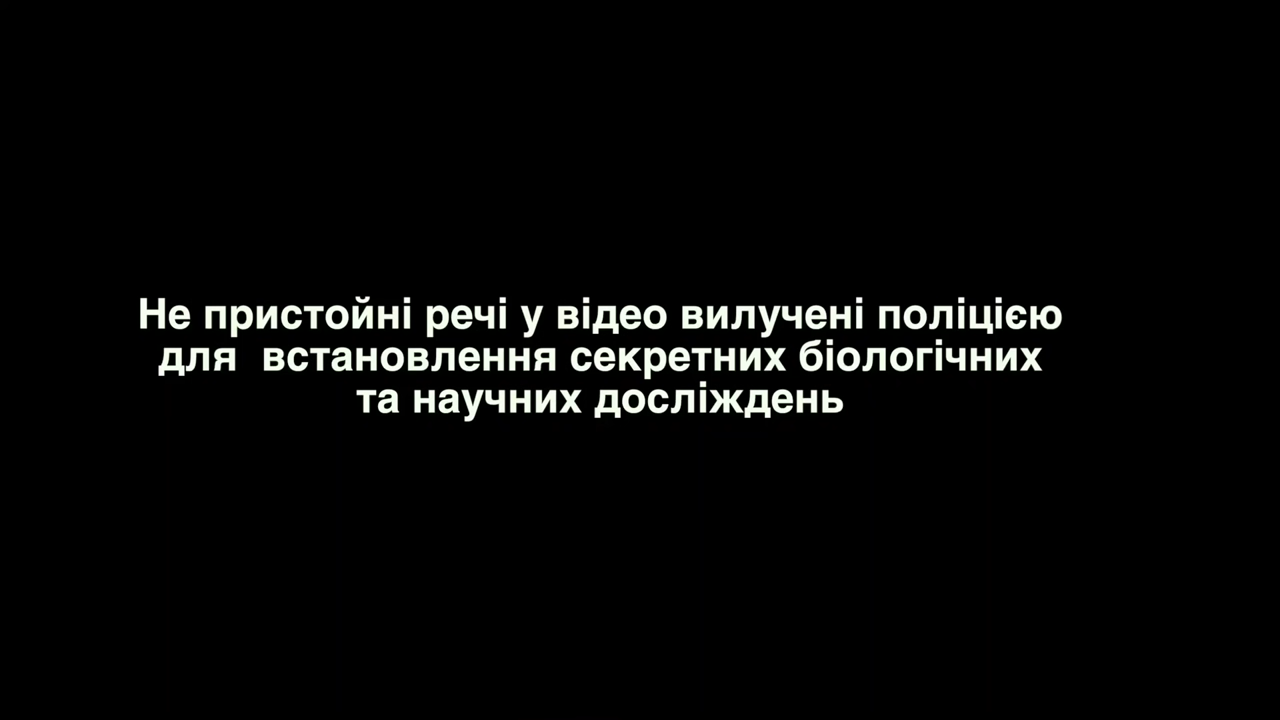 Не пристойні речі у відео вилучені поліцією
для  встановлення секретних біологічних
та научних досліждень